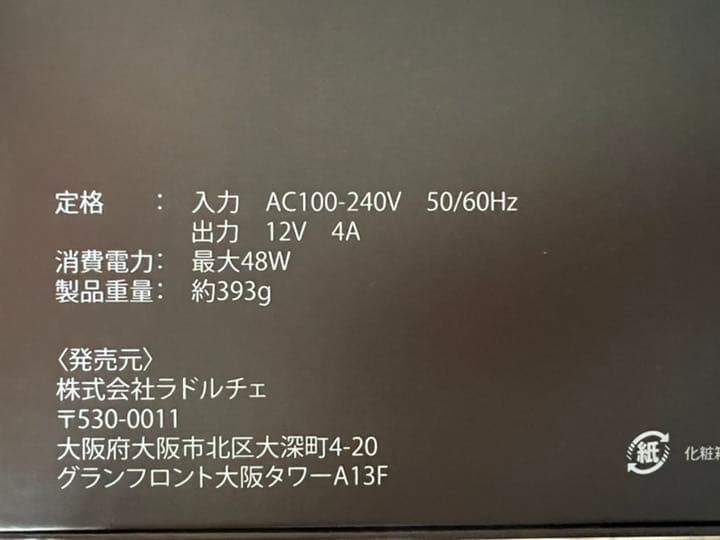 定格　　： 入力　AC100-240V　50/60Hz
出力　12V　4A
消費電力： 最大48W
製品重量： 約393g
〈発売元〉
株式会社ラドルチェ
〒530-0011
大阪府大阪市北区大深町4-20
グランフロント大阪タワーA13F
紙 化粧箱